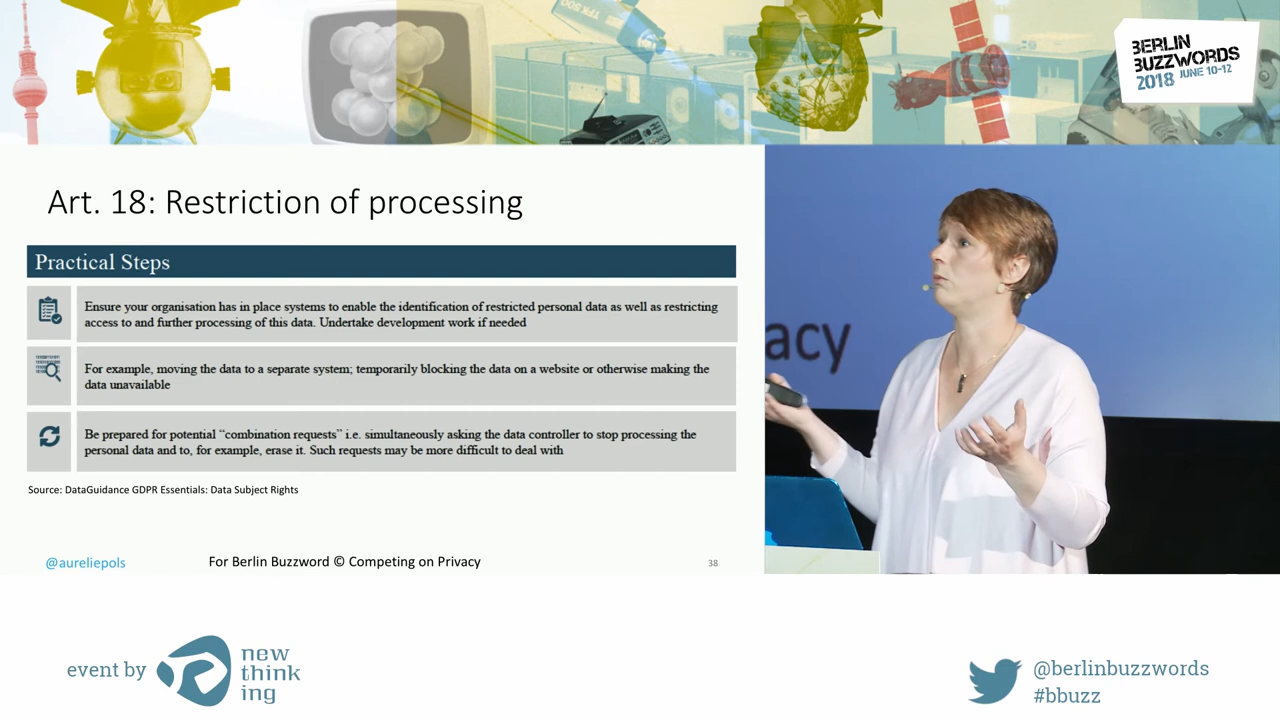 BERLIN
BUZZWORDS
2018 JUNE 10-12
Art. 18: Restriction of processing
Practical Steps
Ensure your organisation has in place systems to enable the identification of restricted personal data as well as restricting
access to and further processing of this data. Undertake development work if needed
For example, moving the data to a separate system; temporarily blocking the data on a website or otherwise making the
data unavailable
Be prepared for potential “combination requests” i.e. simultaneously asking the data controller to stop processing the
personal data and to, for example, erase it. Such requests may be more difficult to deal with
Source: DataGuidance GDPR Essentials: Data Subject Rights
@aureliepols
For Berlin Buzzword © Competing on Privacy
38
acy
event by
new
think
ing
@berlinbuzzwords
#bbuzz